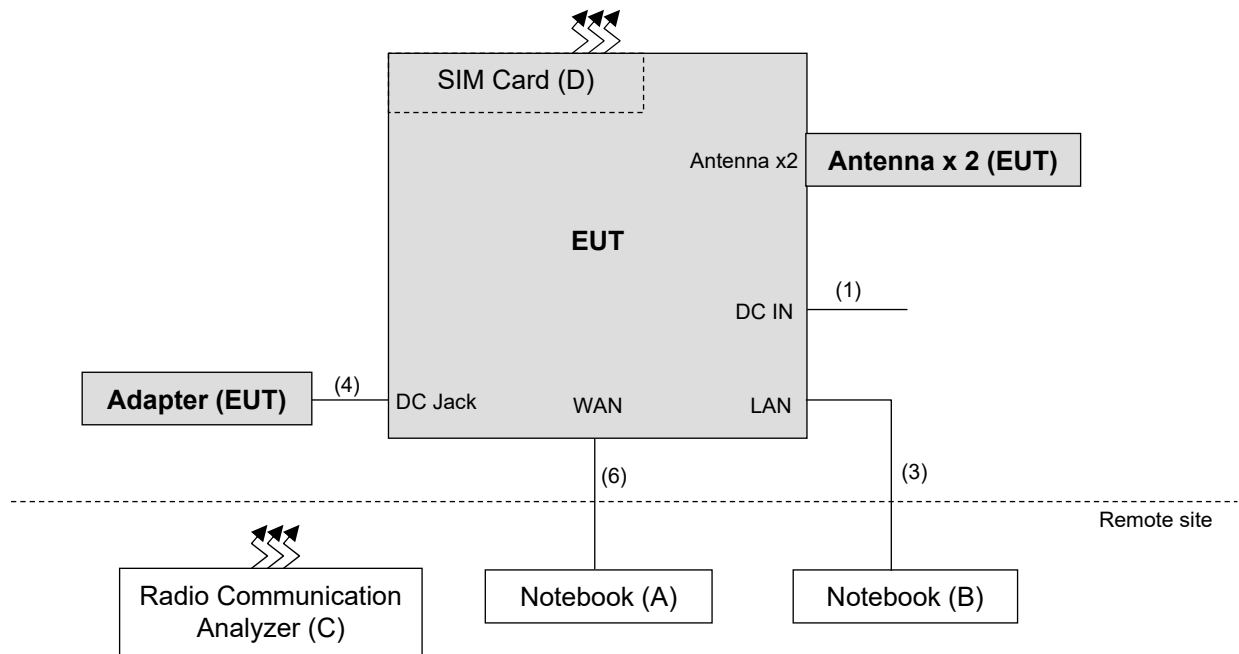 SIM Card (D)
Antenna x2
Antenna x 2 (EUT)
EUT
(1)
DC IN
(4)
Adapter (EUT)
DC Jack
WAN
LAN
(6)
(3)
Remote site
Radio Communication
Analyzer (C)
Notebook (A)
Notebook (B)